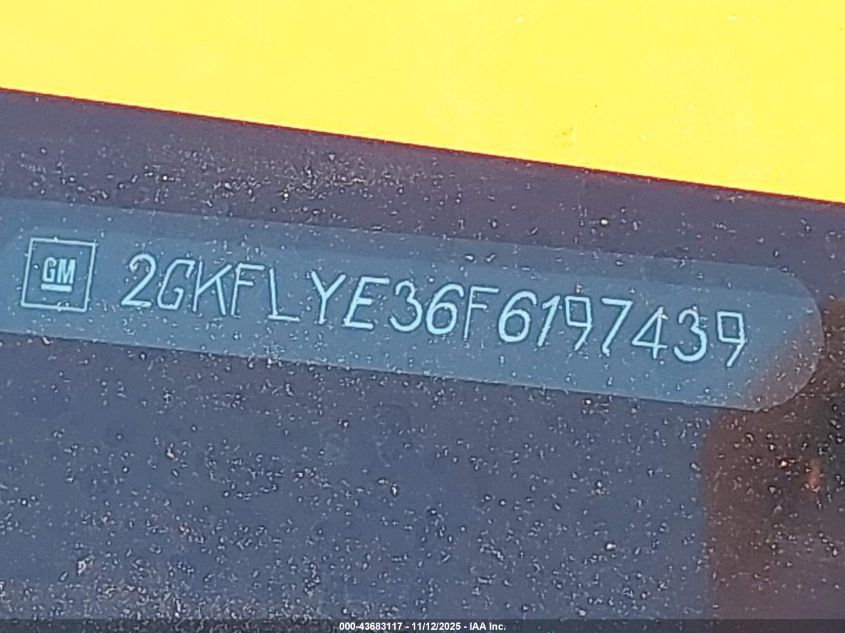 GM 2GKFLYE36F6197439
000-43683117 - 11/12/2025 - IAA Inc.